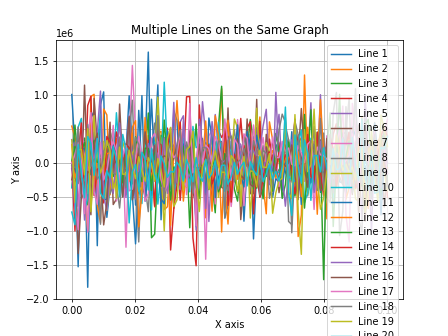 Multiple Lines on the Same Graph
1e6
Y axis
1.5
1.0
0.5
0.0
−0.5
−1.0
−1.5
−2.0
0.00
0.02
0.04
0.06
X axis
Line 1
Line 2
Line 3
Line 4
Line 5
Line 6
Line 7
Line 8
Line 9
Line 10
Line 11
Line 12
Line 13
Line 14
Line 15
Line 16
Line 17
Line 18
Line 19
Line 20